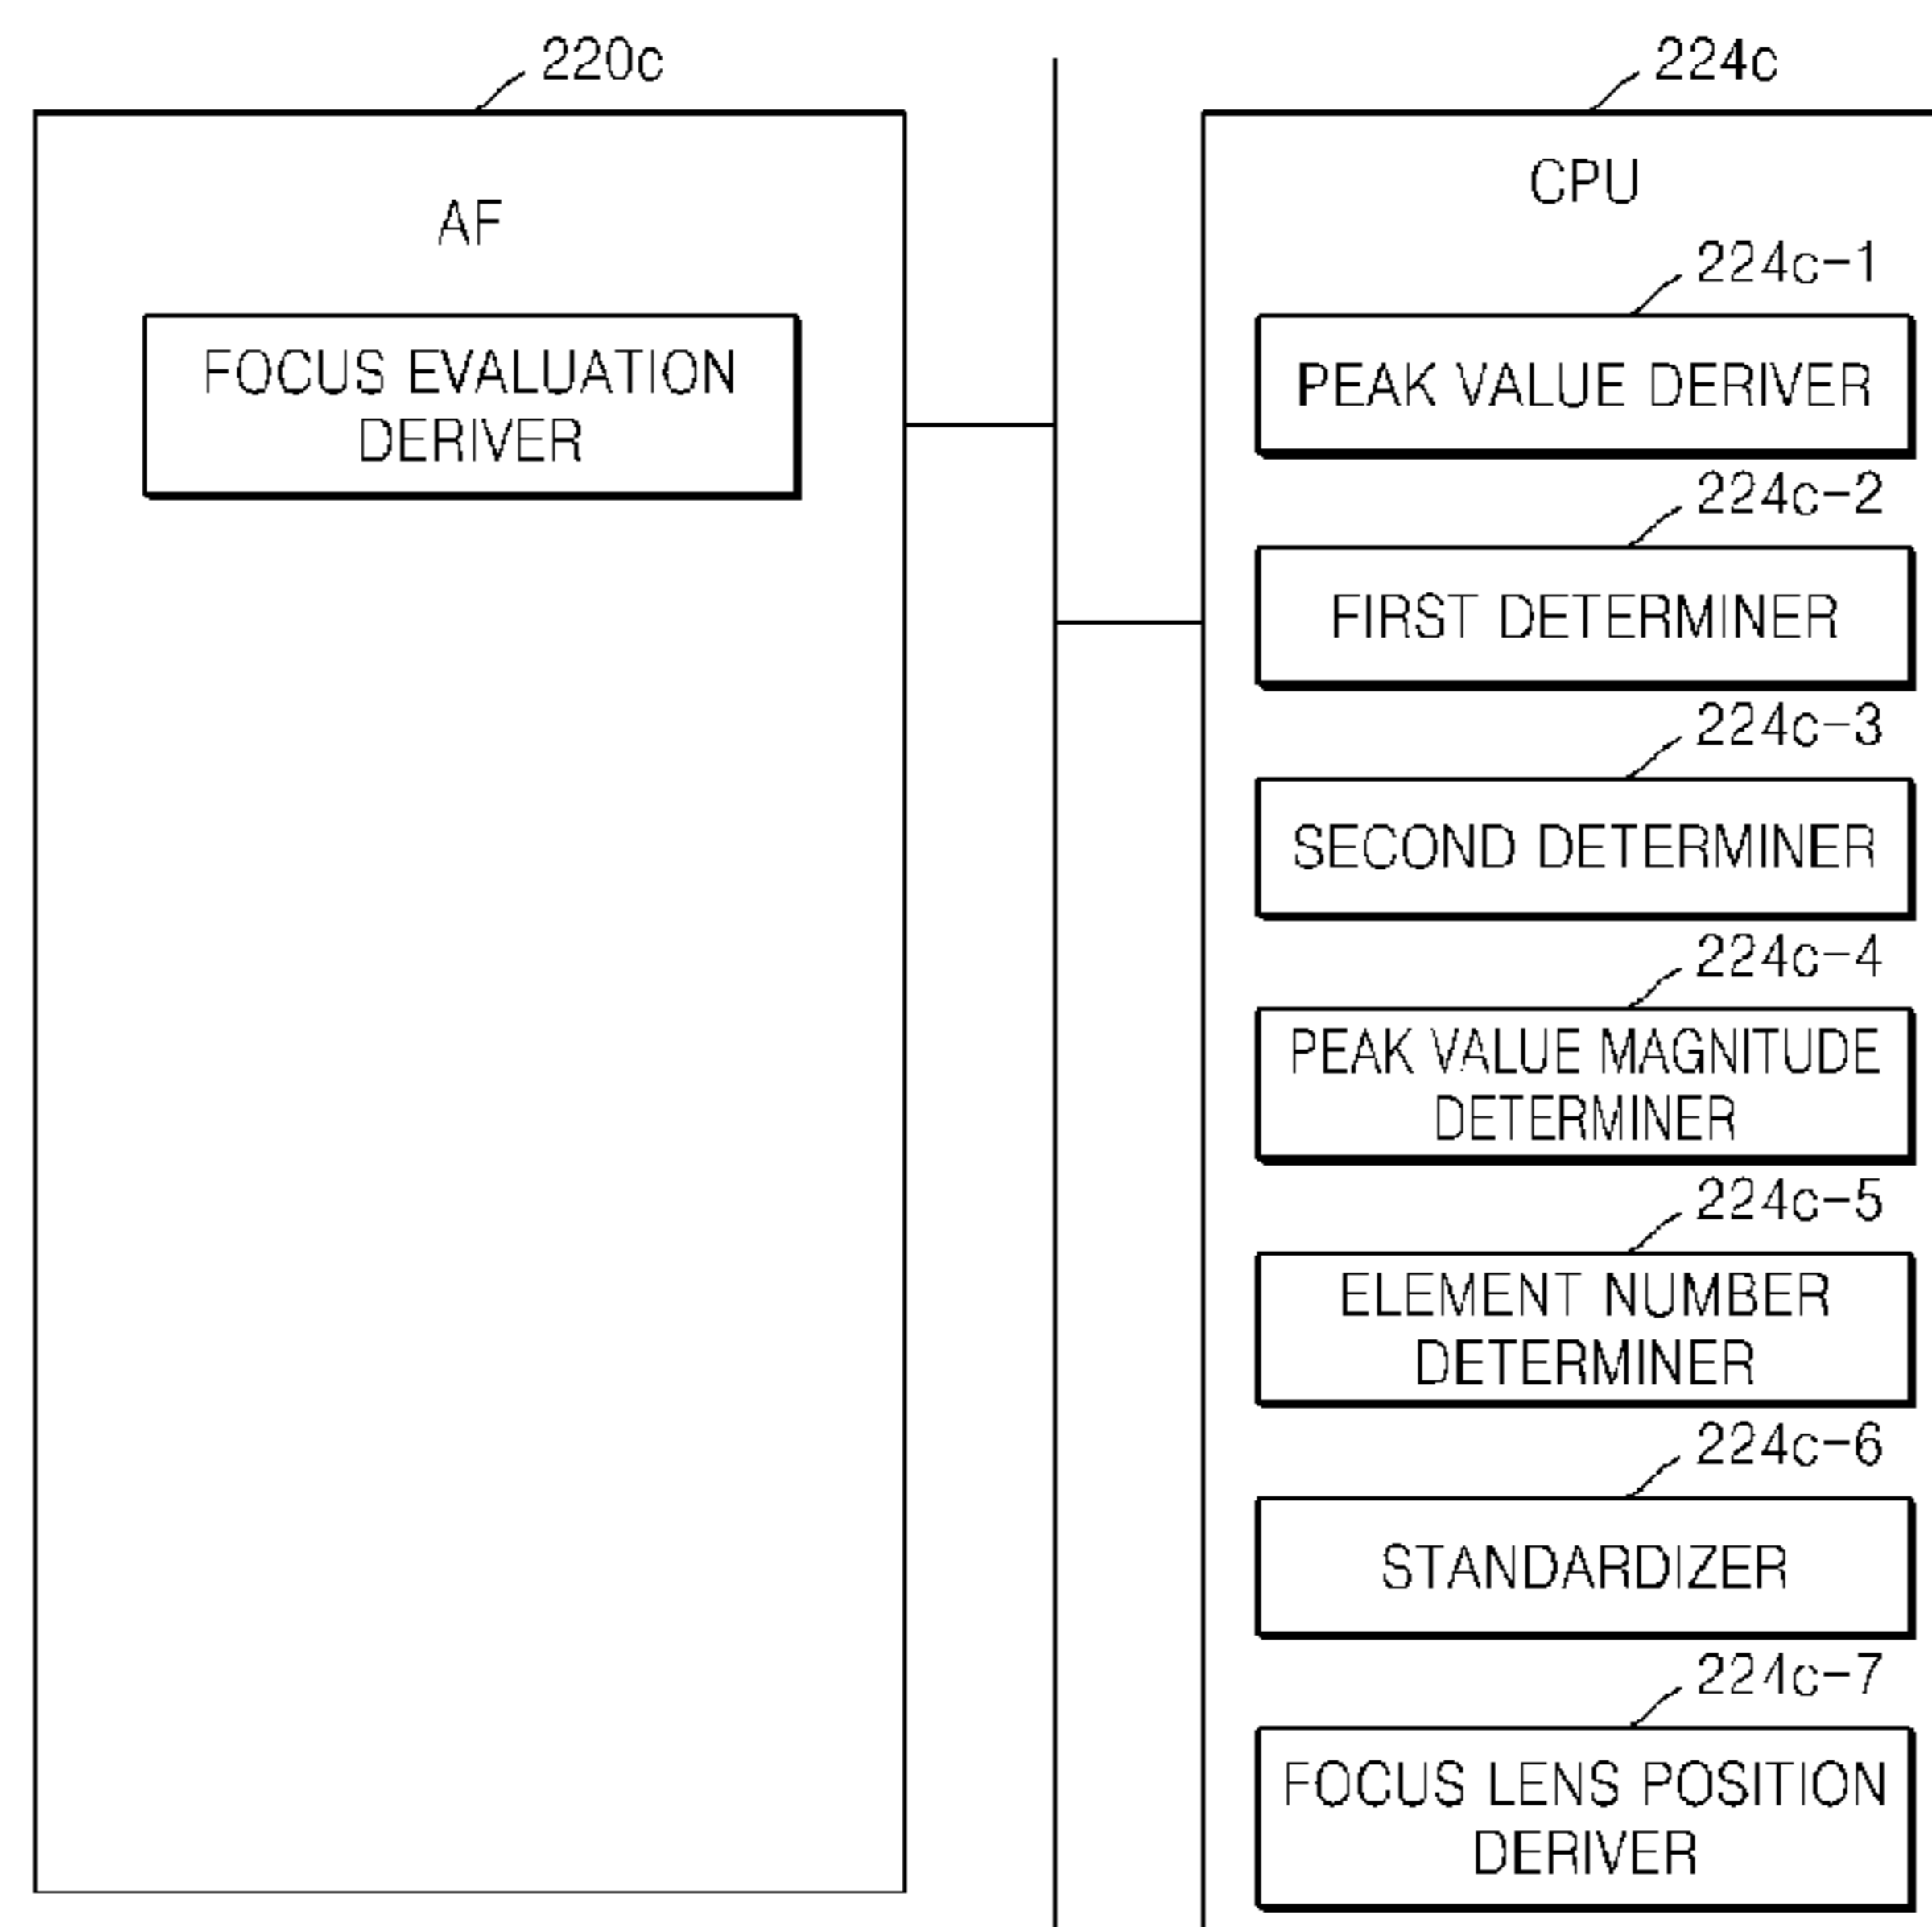 220c
AF
FOCUS EVALUATION
DERIVER
224c
CPU
224c-1
PEAK VALUE DERIVER
224c-2
FIRST DETERMINER
224c-3
SECOND DETERMINER
224c-4
PEAK VALUE MAGNITUDE
DETERMINER
224c-5
ELEMENT NUMBER
DETERMINER
224c-6
STANDARDIZER
224c-7
FOCUS LENS POSITION
DERIVER